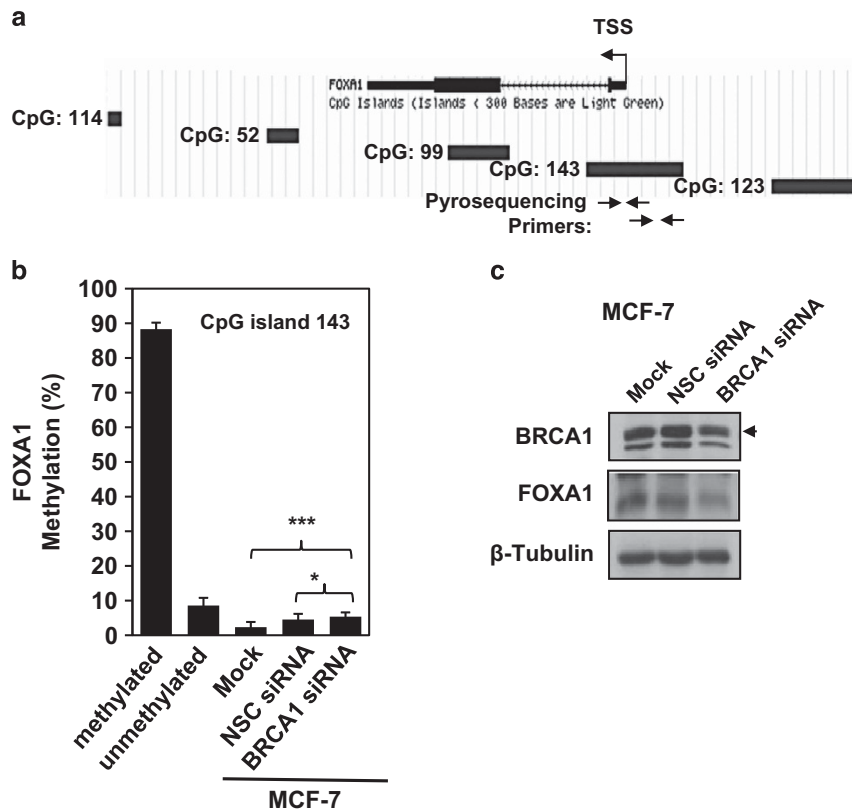 a
TSS
FOXA1
CpG Islands (Islands < 300 Bases are Light Green)
CpG: 114
CpG: 52
CpG: 99
CpG: 143
CpG: 123
Pyrosequencing
Primers:
b
FOXA1
Methylation (%)
100
90
80
70
60
50
40
30
20
10
0
CpG island 143
***
*
methylated
unmethylated
Mock
NSC siRNA
BRCA1 siRNA
MCF-7
c
MCF-7
Mock
NSC siRNA
BRCA1 siRNA
BRCA1
FOXA1
β-Tubulin